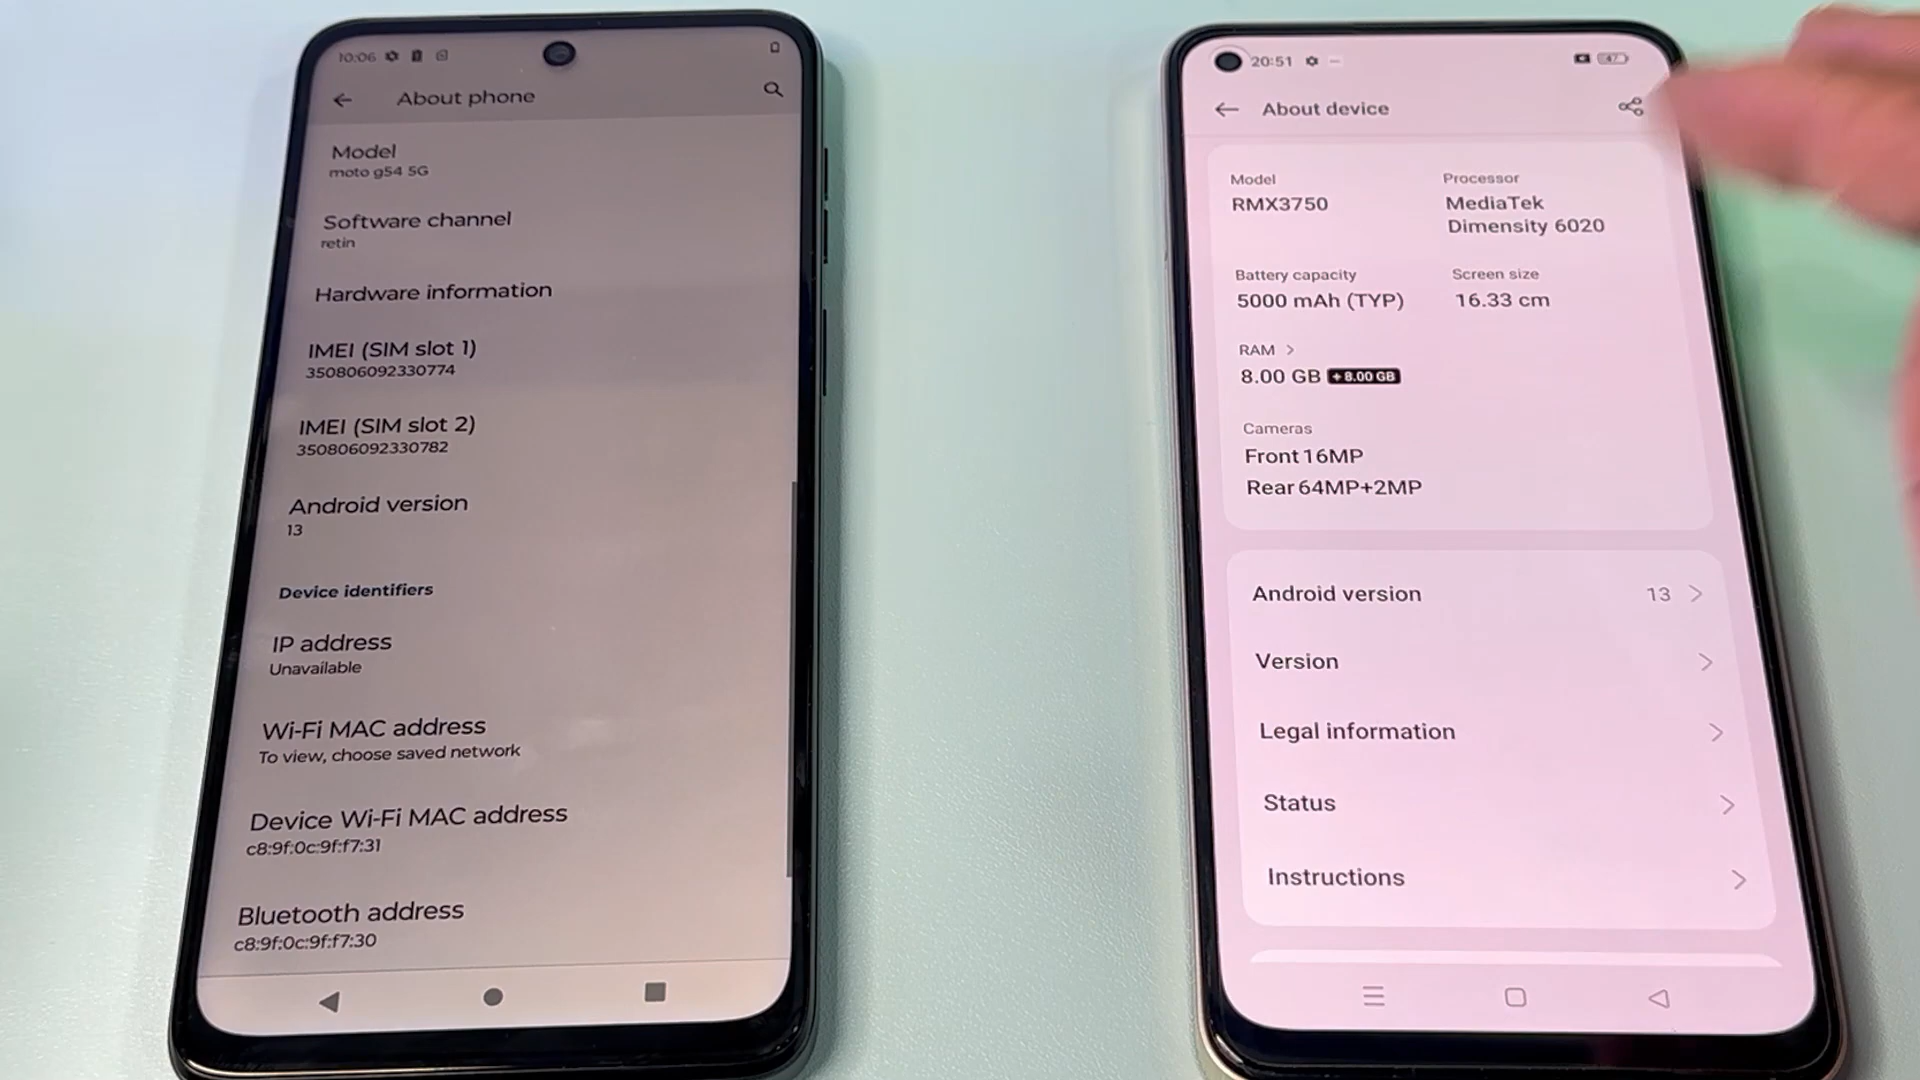 10:06
About phone
Model
moto g54 5G
Software channel
retin
Hardware information
IMEI (SIM slot 1)
350806092330774
IMEI (SIM slot 2)
350806092330782
Android version
13
Device identifiers
IP address
Unavailable
Wi-Fi MAC address
To view, choose saved network
Device Wi-Fi MAC address
c8:9f:0c:9f:f7:31
Bluetooth address
c8:9f:0c:9f:f7:30
20:51
47
About device
Model
RMX3750
Processor
MediaTek
Dimensity 6020
Battery capacity
5000 mAh (TYP)
Screen size
16.33 cm
RAM >
8.00 GB +8.00 GB
Cameras
Front 16MP
Rear 64MP+2MP
Android version 13 >
Version >
Legal information >
Status >
Instructions >